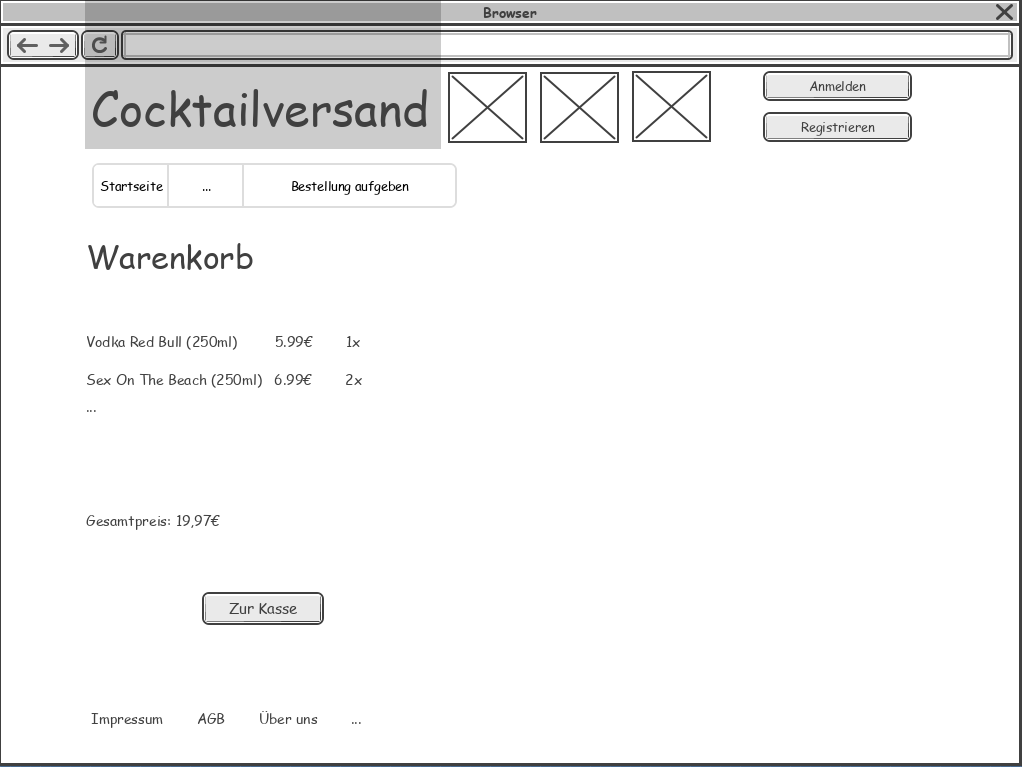 Browser
Cocktailversand
Anmelden
Registrieren
Startseite ... Bestellung aufgeben
Warenkorb
Vodka Red Bull (250ml) 5.99€ 1x
Sex On The Beach (250ml) 6.99€ 2x
...
Gesamtpreis: 19,97€
Zur Kasse
Impressum AGB Über uns ...